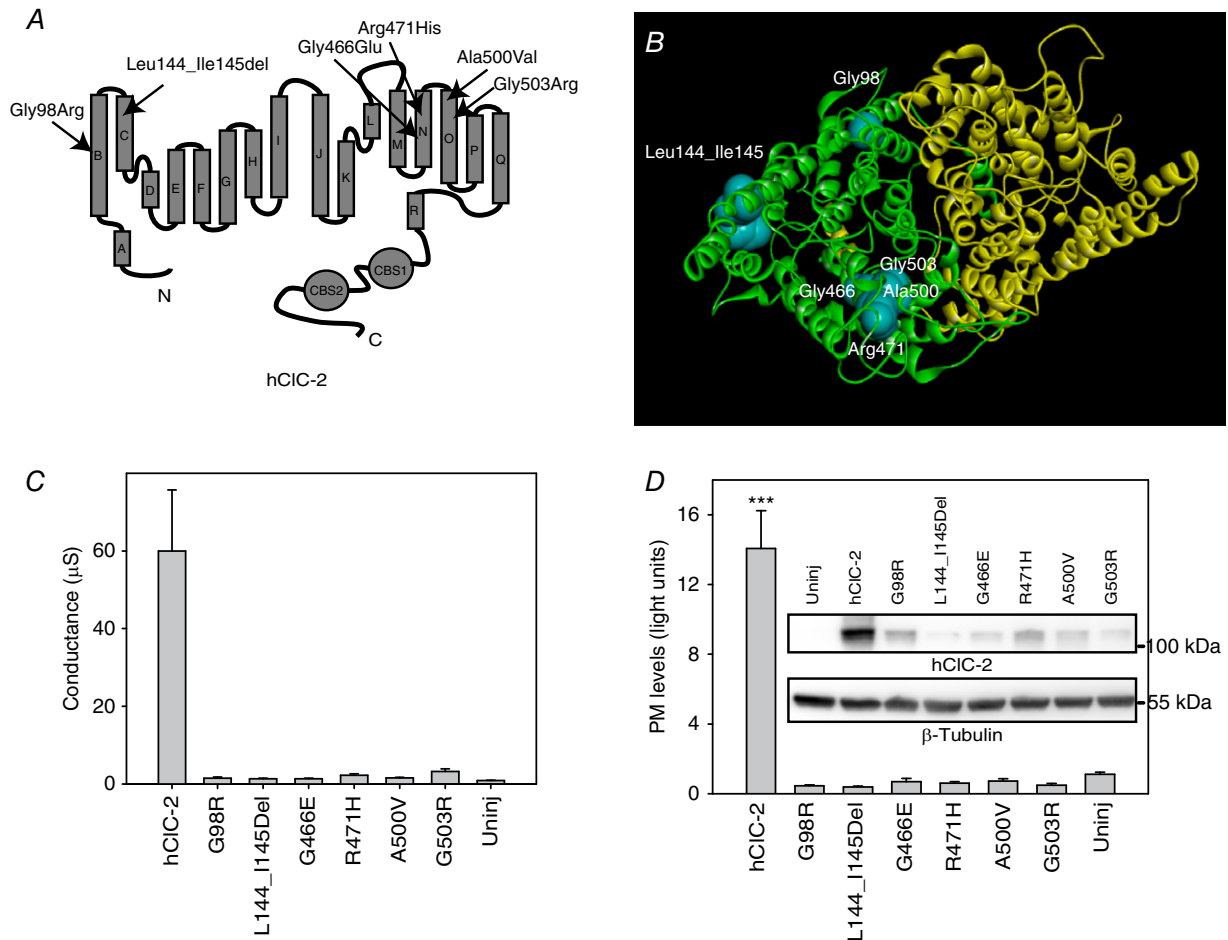 A
Arg471His
Gly466Glu
Ala500Val
Leu144_Ile145del
Gly503Arg
Gly98Arg
B
C
D
E
F
G
H
I
J
K
L
M
N
O
P
Q
R
A
N
CBS1
CBS2
C
hClC-2
B
Gly98
Leu144_Ile145
Gly503
Gly466
Ala500
Arg471
C
Conductance (μS)
60
40
20
0
hClC-2
G98R
L144_I145Del
G466E
R471H
A500V
G503R
Uninj
D
PM levels (light units)
16
12
8
4
0
***
Uninj
hClC-2
G98R
L144_I145Del
G466E
R471H
A500V
G503R
100 kDa
hClC-2
55 kDa
β-Tubulin
hClC-2
G98R
L144_I145Del
G466E
R471H
A500V
G503R
Uninj